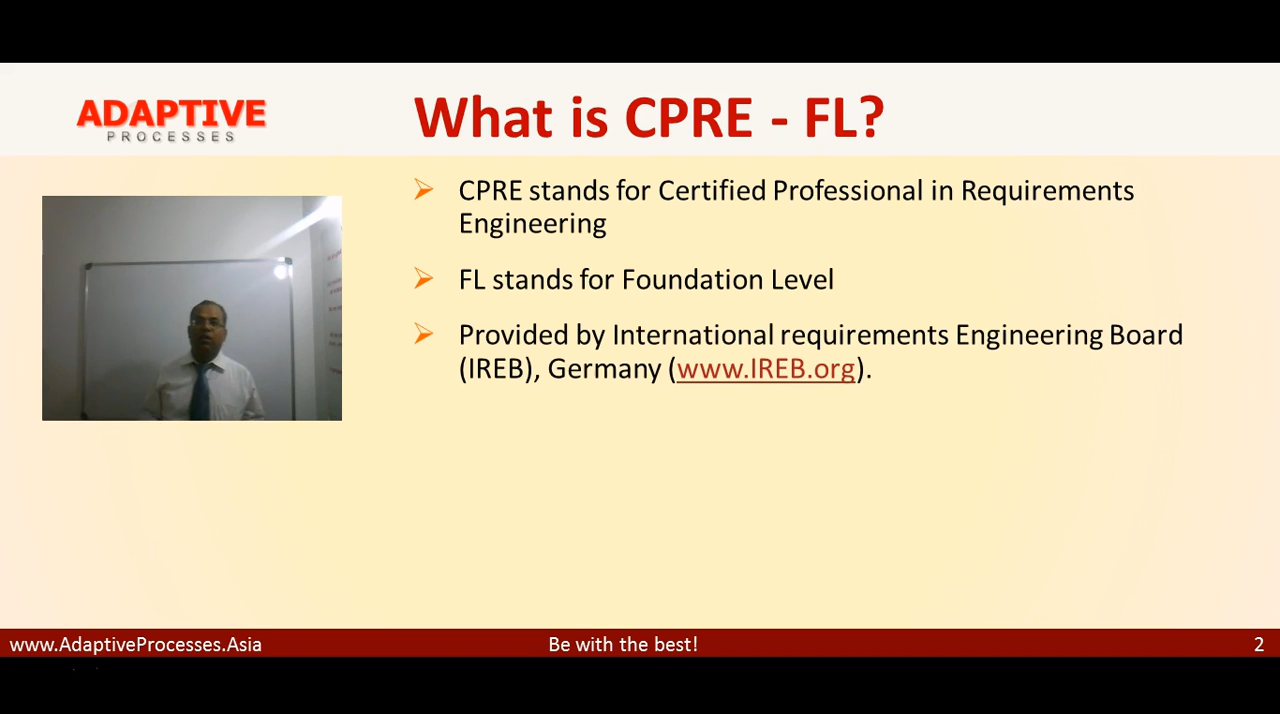 ADAPTIVE
PROCESSES
What is CPRE - FL?
CPRE stands for Certified Professional in Requirements
Engineering
FL stands for Foundation Level
Provided by International requirements Engineering Board
(IREB), Germany (www.IREB.org).
www.AdaptiveProcesses.Asia
Be with the best!
2